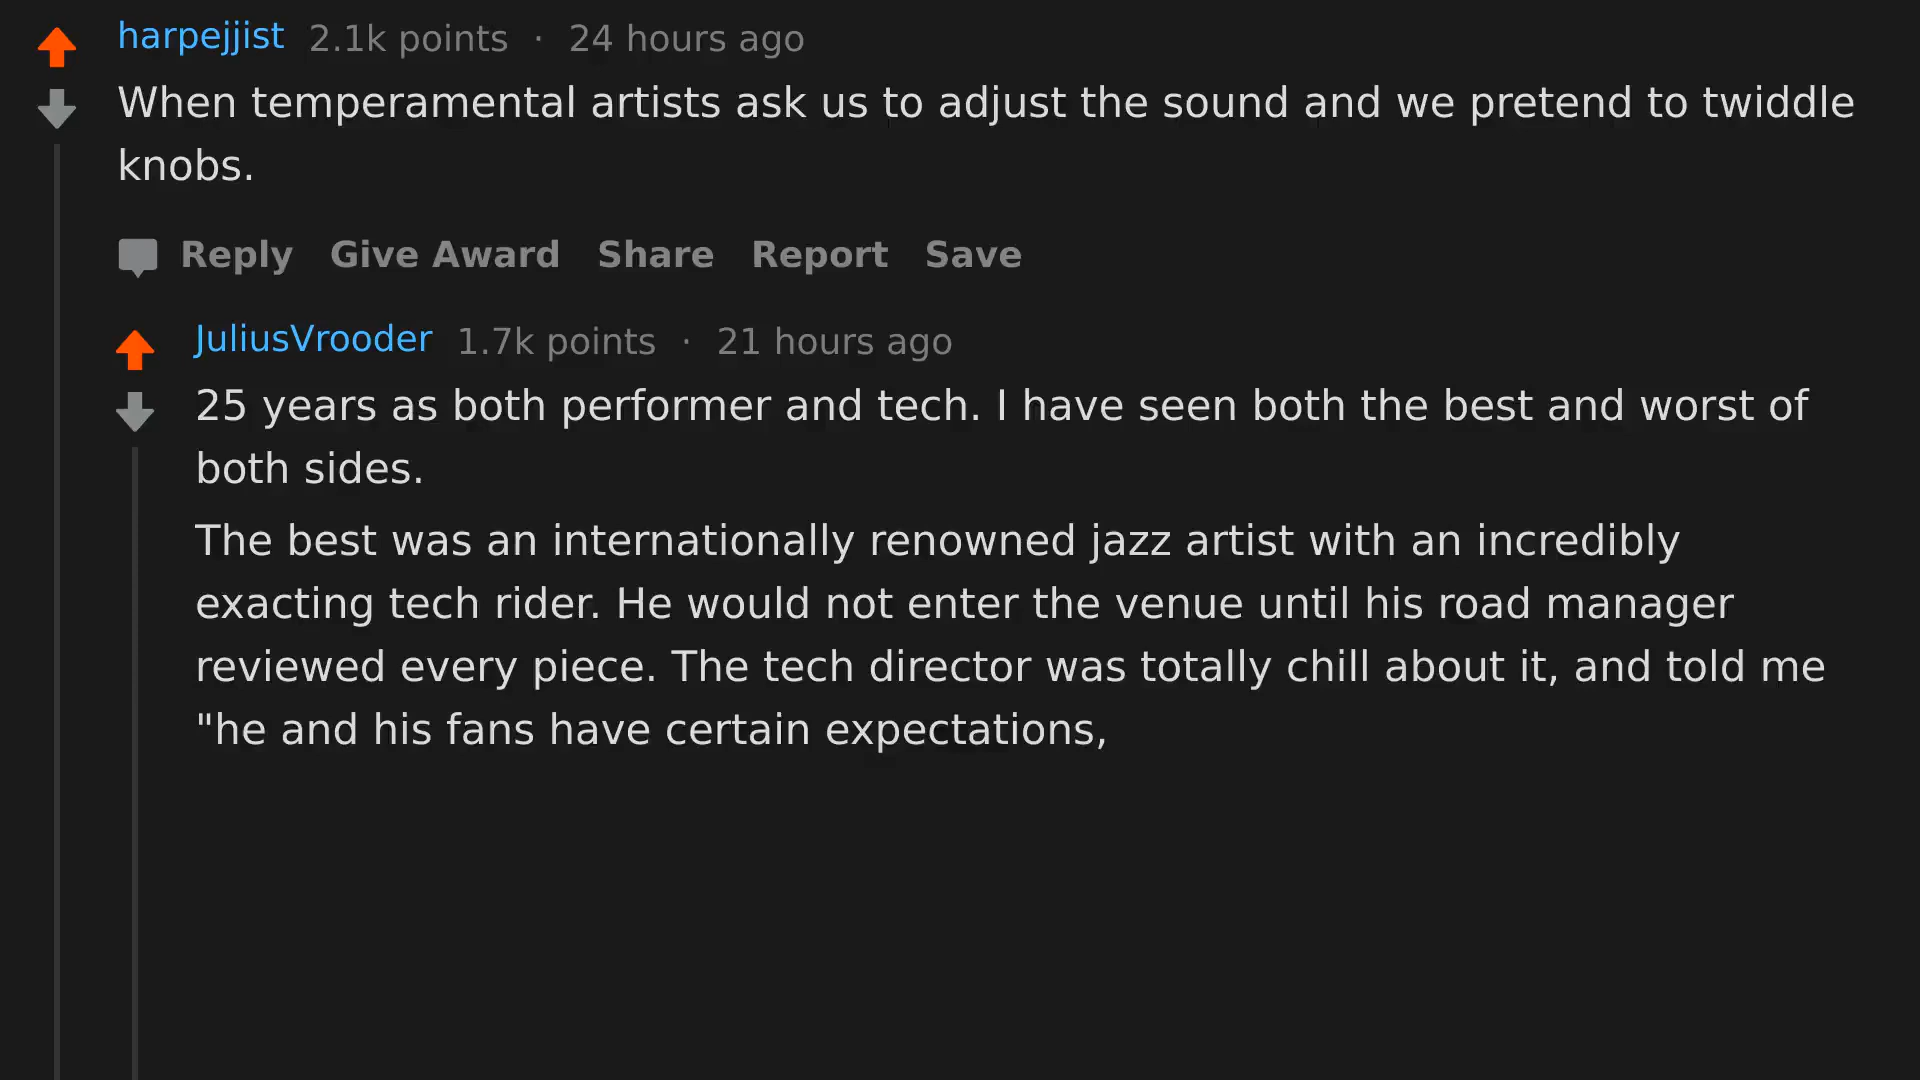 harpejjist 2.1k points · 24 hours ago
When temperamental artists ask us to adjust the sound and we pretend to twiddle
knobs.
Reply Give Award Share Report Save
JuliusVrooder 1.7k points · 21 hours ago
25 years as both performer and tech. I have seen both the best and worst of
both sides.
The best was an internationally renowned jazz artist with an incredibly
exacting tech rider. He would not enter the venue until his road manager
reviewed every piece. The tech director was totally chill about it, and told me
"he and his fans have certain expectations,